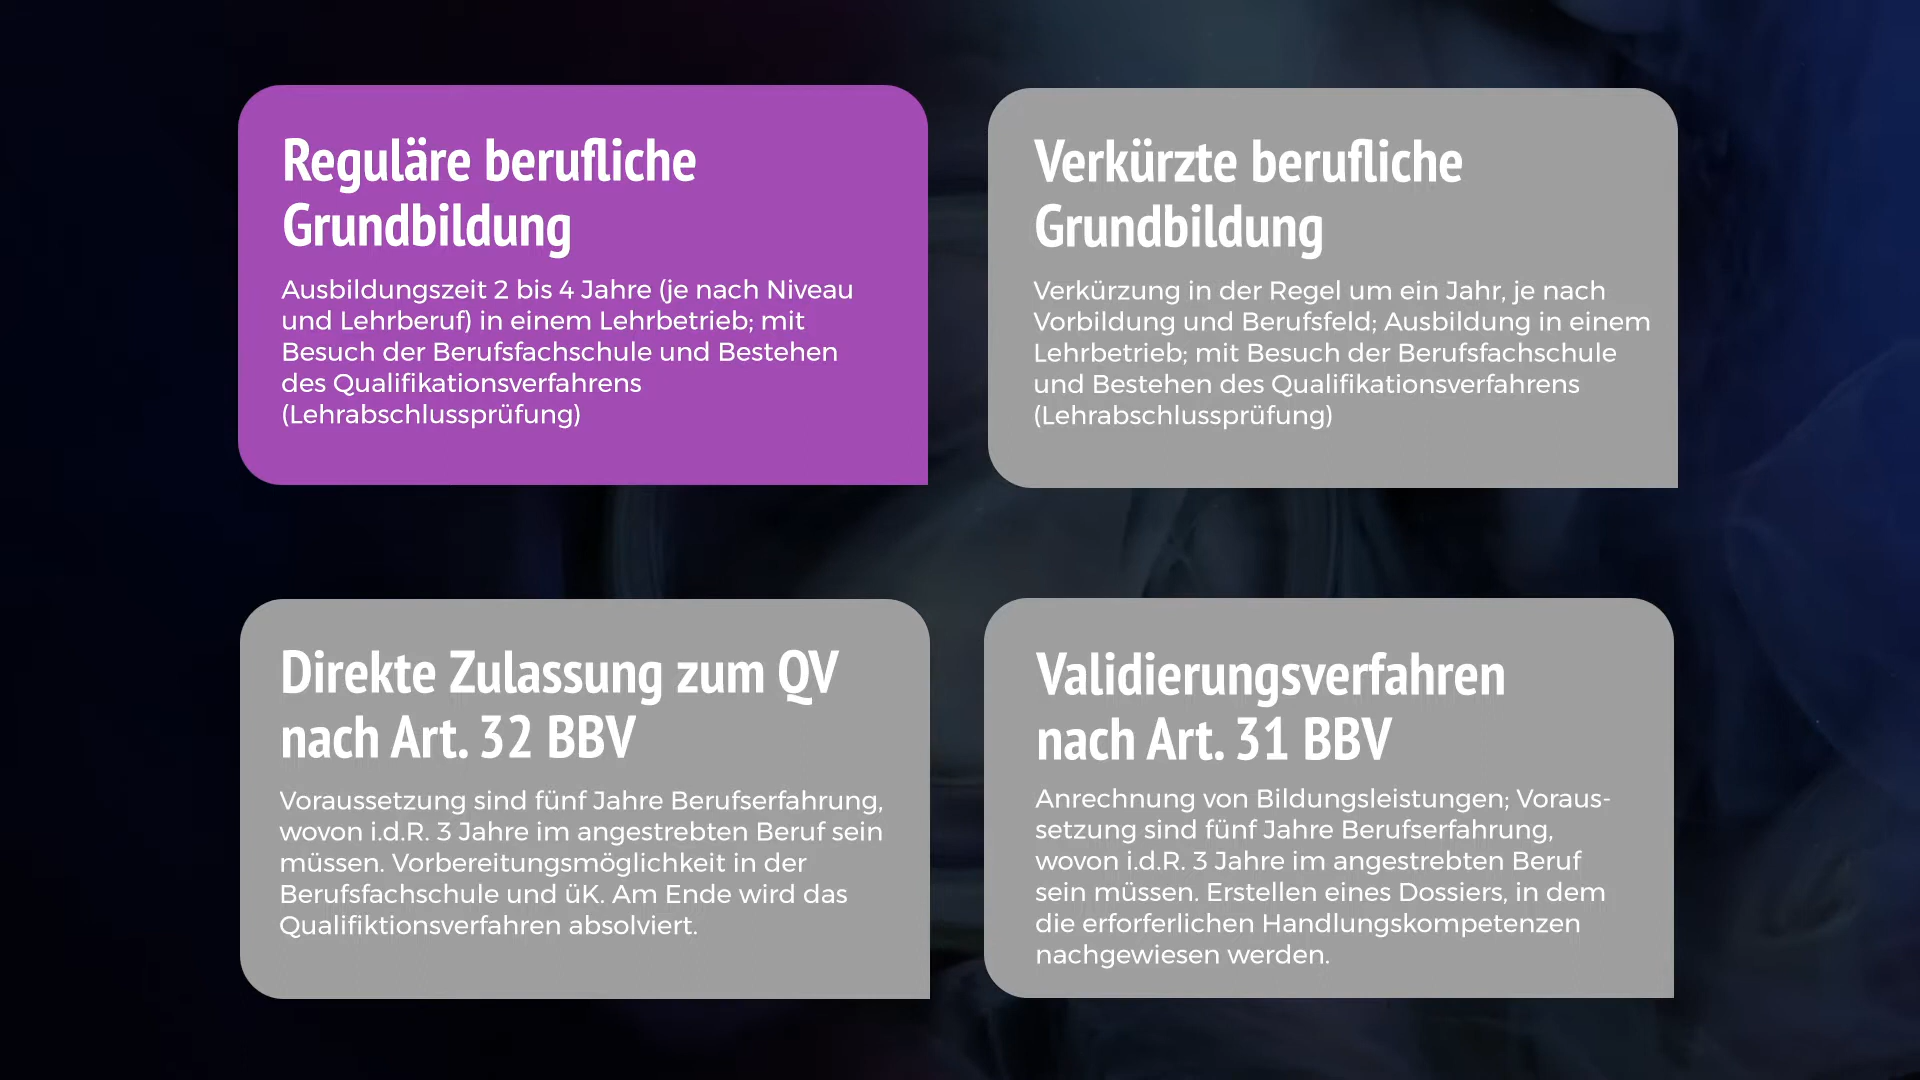 Reguläre berufliche
Grundbildung
Ausbildungszeit 2 bis 4 Jahre (je nach Niveau
und Lehrberuf) in einem Lehrbetrieb; mit
Besuch der Berufsfachschule und Bestehen
des Qualifikationsverfahrens
(Lehrabschlussprüfung)
Verkürzte berufliche
Grundbildung
Verkürzung in der Regel um ein Jahr, je nach
Vorbildung und Berufsfeld; Ausbildung in einem
Lehrbetrieb; mit Besuch der Berufsfachschule
und Bestehen des Qualifikationsverfahrens
(Lehrabschlussprüfung)
Direkte Zulassung zum QV
nach Art. 32 BBV
Voraussetzung sind fünf Jahre Berufserfahrung,
wovon i.d.R. 3 Jahre im angestrebten Beruf sein
müssen. Vorbereitungsmöglichkeit in der
Berufsfachschule und üK. Am Ende wird das
Qualifiktionsverfahren absolviert.
Validierungsverfahren
nach Art. 31 BBV
Anrechnung von Bildungsleistungen; Voraus-
setzung sind fünf Jahre Berufserfahrung,
wovon i.d.R. 3 Jahre im angestrebten Beruf
sein müssen. Erstellen eines Dossiers, in dem
die erforferlichen Handlungskompetenzen
nachgewiesen werden.